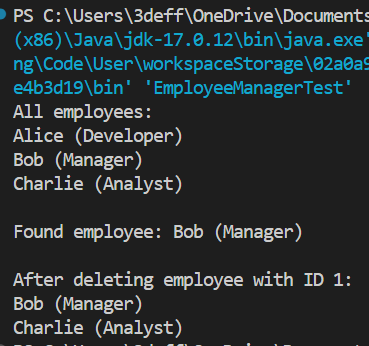 PS C:\Users\3deff\OneDrive\Documents
(x86)\Java\jdk-17.0.12\bin\java.exe'
ng\Code\User\workspaceStorage\02a0a9
e4b3d19\bin' 'EmployeeManagerTest'
All employees:
Alice (Developer)
Bob (Manager)
Charlie (Analyst)
Found employee: Bob (Manager)
After deleting employee with ID 1:
Bob (Manager)
Charlie (Analyst)